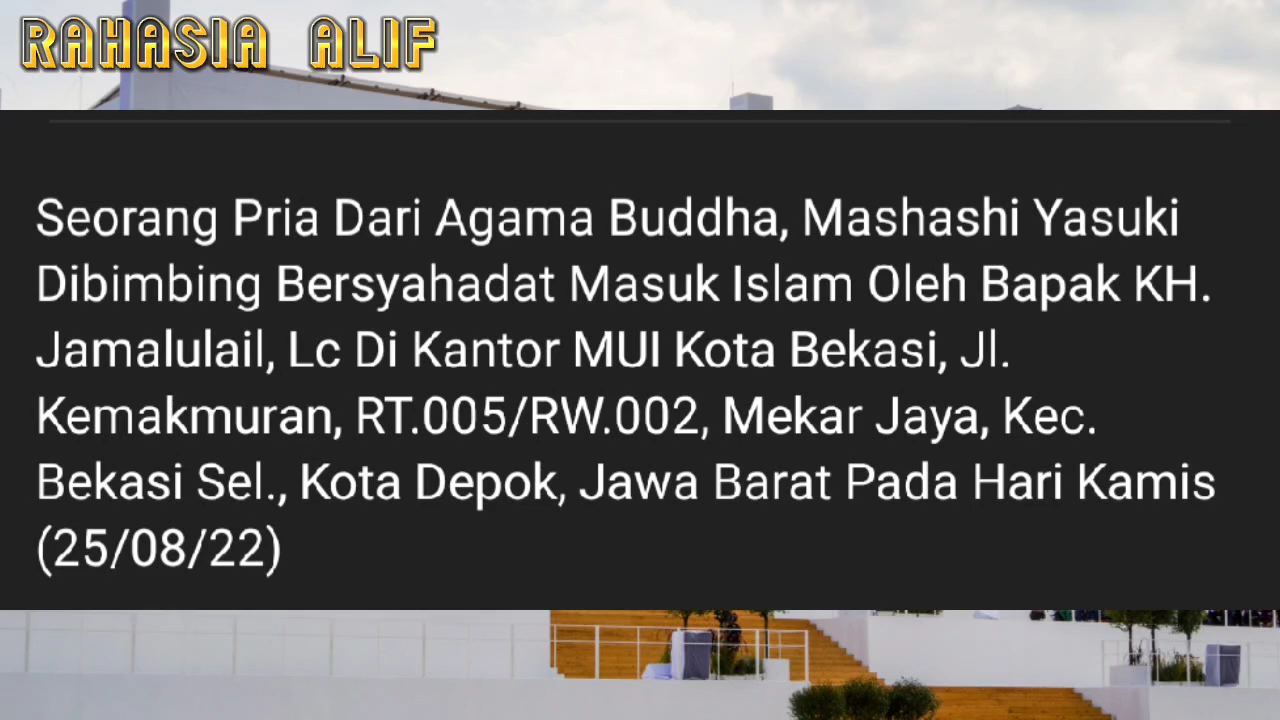 RAHASIA ALIF
Seorang Pria Dari Agama Buddha, Mashashi Yasuki
Dibimbing Bersyahadat Masuk Islam Oleh Bapak KH.
Jamalulail, Lc Di Kantor MUI Kota Bekasi, Jl.
Kemakmuran, RT.005/RW.002, Mekar Jaya, Kec.
Bekasi Sel., Kota Depok, Jawa Barat Pada Hari Kamis
(25/08/22)